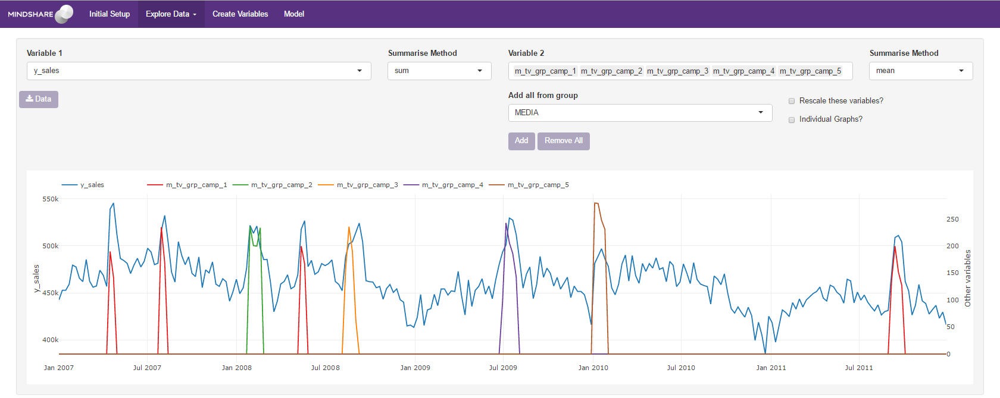 MINDSHARE Initial Setup Explore Data Create Variables Model
Variable 1 Summarise Method Variable 2 Summarise Method
y_sales sum m_tv_grp_camp_1 m_tv_grp_camp_2 m_tv_grp_camp_3 m_tv_grp_camp_4 m_tv_grp_camp_5 mean
Data
Add all from group
MEDIA
Rescale these variables?
Individual Graphs?
Add Remove All
y_sales m_tv_grp_camp_1 m_tv_grp_camp_2 m_tv_grp_camp_3 m_tv_grp_camp_4 m_tv_grp_camp_5
550k
500k
450k
400k
y_sales
250
200
150
100
50
0
Other variables
Jan 2007 Jul 2007 Jan 2008 Jul 2008 Jan 2009 Jul 2009 Jan 2010 Jul 2010 Jan 2011 Jul 2011